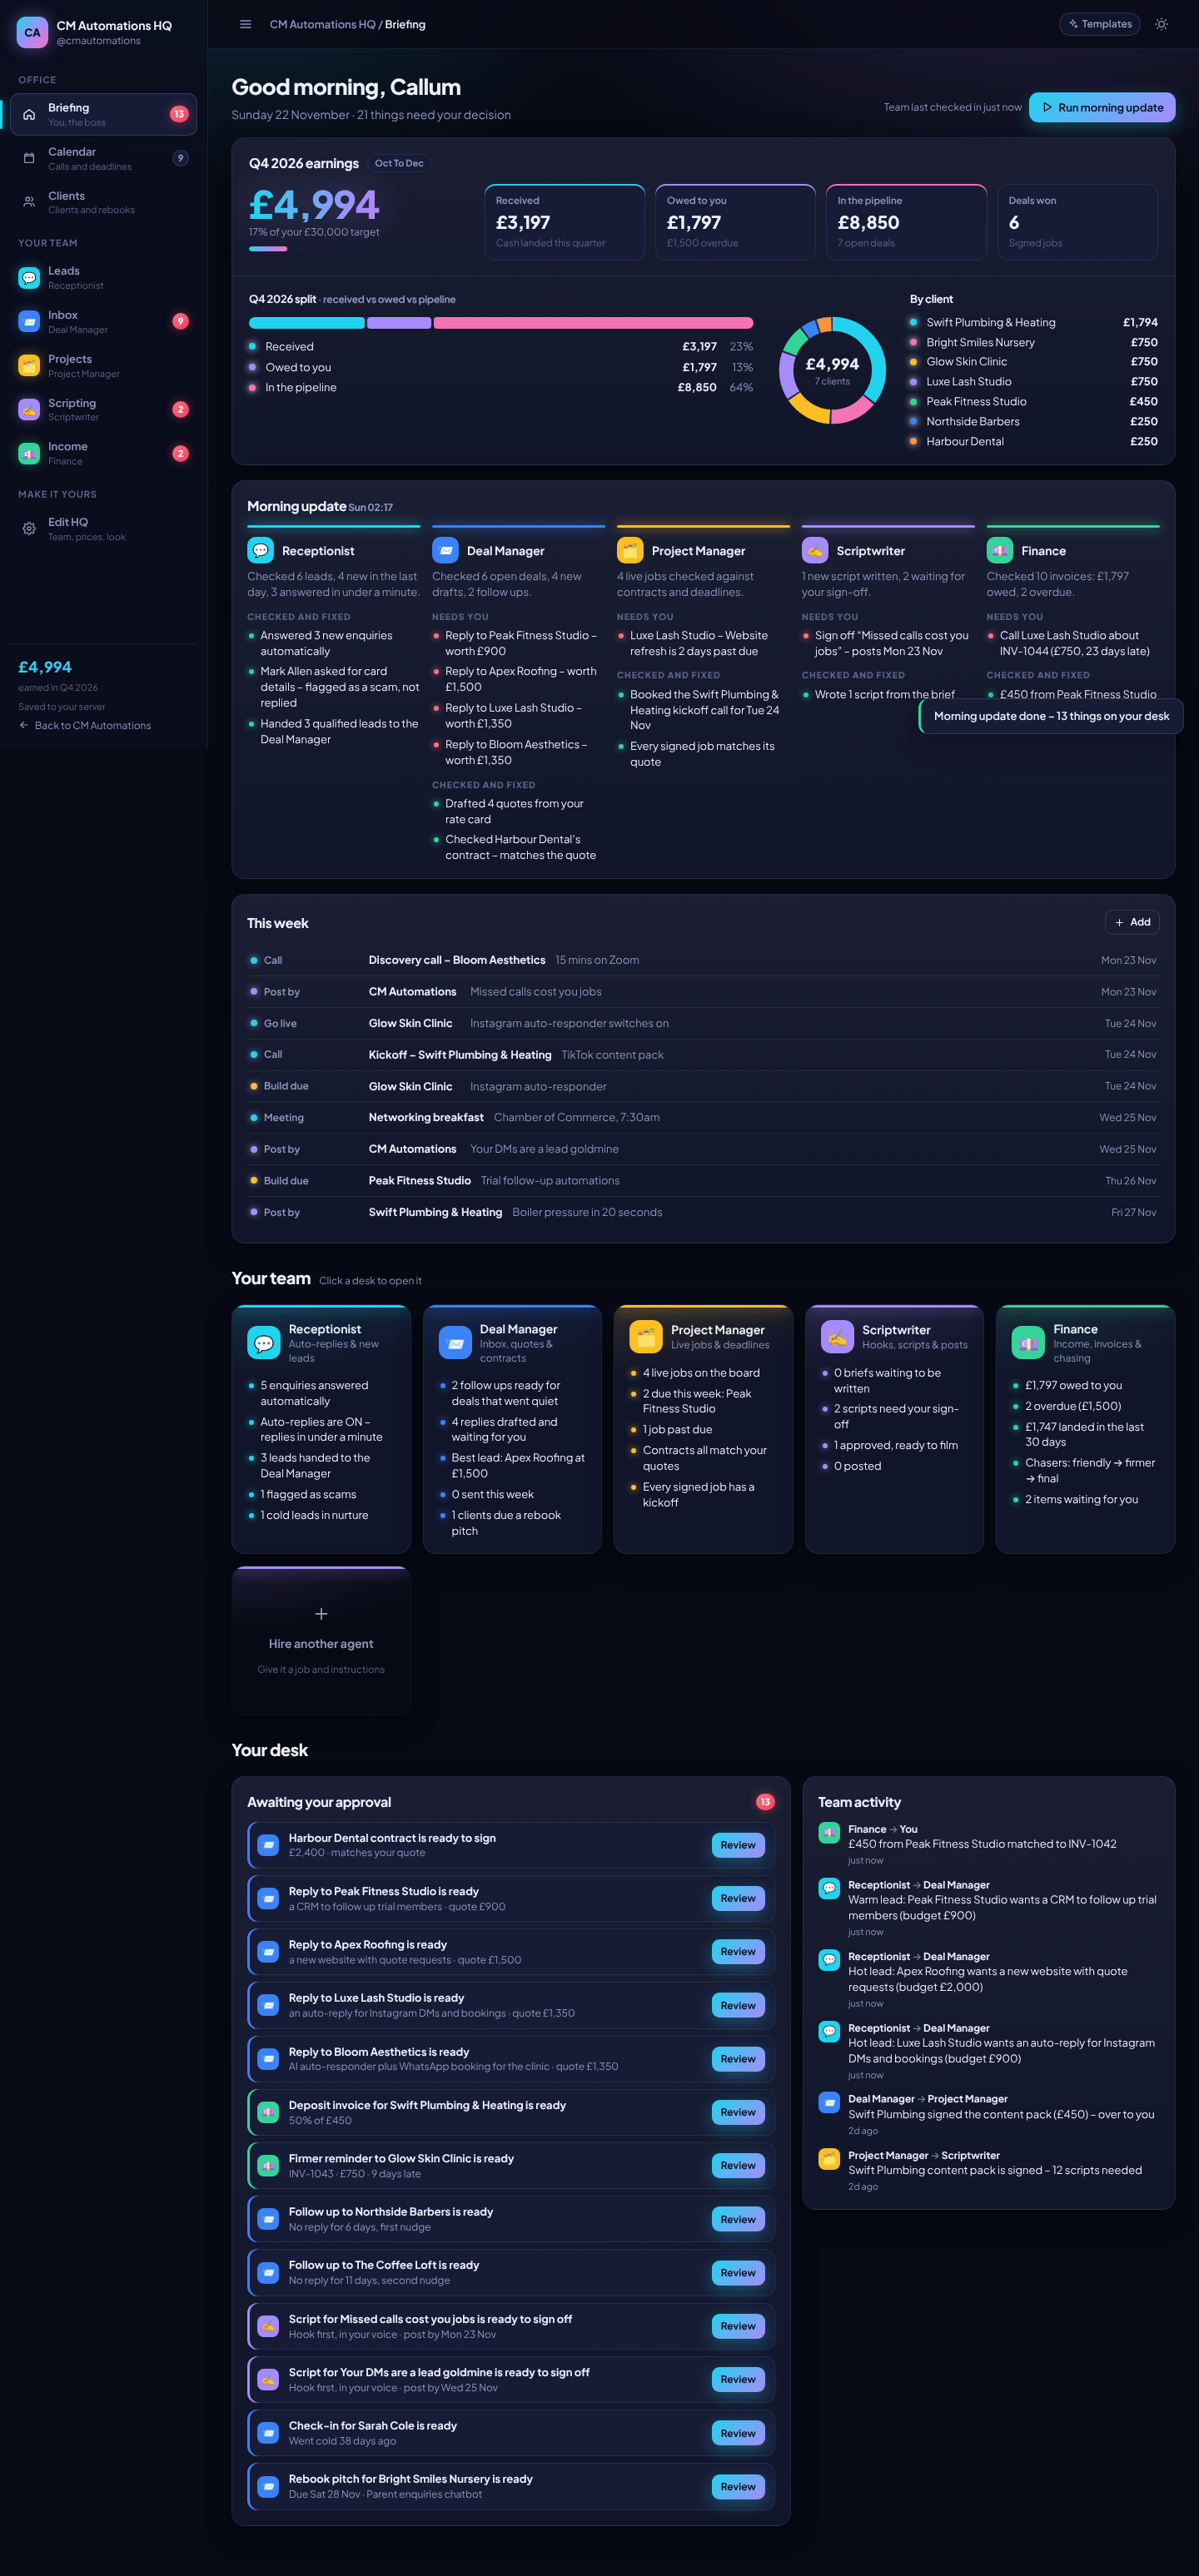 CA
CM Automations HQ
@cmautomations
OFFICE
Briefing
You, the boss
13
Calendar
Calls and deadlines
9
Clients
Clients and rebooks
YOUR TEAM
Leads
Receptionist
Inbox
Deal Manager
9
Projects
Project Manager
Scripting
Scriptwriter
2
Income
Finance
2
MAKE IT YOURS
Edit HQ
Team, prices, look
£4,994
earned in Q4 2026
Saved to your server
Back to CM Automations
CM Automations HQ / Briefing
Templates
Good morning, Callum
Sunday 22 November · 21 things need your decision
Team last checked in just now
Run morning update
Q4 2026 earnings
Oct To Dec
£4,994
17% of your £30,000 target
Received
£3,197
Cash landed this quarter
Owed to you
£1,797
£1,500 overdue
In the pipeline
£8,850
7 open deals
Deals won
6
Signed jobs
Q4 2026 split · received vs owed vs pipeline
Received £3,197 23%
Owed to you £1,797 13%
In the pipeline £8,850 64%
£4,994
7 clients
By client
Swift Plumbing & Heating £1,794
Bright Smiles Nursery £750
Glow Skin Clinic £750
Luxe Lash Studio £750
Peak Fitness Studio £450
Northside Barbers £250
Harbour Dental £250
Morning update Sun 02:17
Receptionist
Checked 6 leads, 4 new in the last
day, 3 answered in under a minute.
CHECKED AND FIXED
Answered 3 new enquiries
automatically
Mark Allen asked for card
details – flagged as a scam, not
replied
Handed 3 qualified leads to the
Deal Manager
Deal Manager
Checked 6 open deals, 4 new
drafts, 2 follow ups.
NEEDS YOU
Reply to Peak Fitness Studio –
worth £900
Reply to Apex Roofing – worth
£1,500
Reply to Luxe Lash Studio –
worth £1,350
Reply to Bloom Aesthetics –
worth £1,350
CHECKED AND FIXED
Drafted 4 quotes from your
rate card
Checked Harbour Dental's
contract – matches the quote
Project Manager
4 live jobs checked against
contracts and deadlines.
NEEDS YOU
Luxe Lash Studio – Website
refresh is 2 days past due
CHECKED AND FIXED
Booked the Swift Plumbing &
Heating kickoff call for Tue 24
Nov
Every signed job matches its
quote
Scriptwriter
1 new script written, 2 waiting for
your sign-off.
NEEDS YOU
Sign off "Missed calls cost you
jobs" – posts Mon 23 Nov
CHECKED AND FIXED
Wrote 1 script from the brief
Finance
Checked 10 invoices: £1,797
owed, 2 overdue.
NEEDS YOU
Call Luxe Lash Studio about
INV-1044 (£750, 23 days late)
CHECKED AND FIXED
£450 from Peak Fitness Studio
Morning update done – 13 things on your desk
This week
Add
Call Discovery call – Bloom Aesthetics 15 mins on Zoom Mon 23 Nov
Post by CM Automations Missed calls cost you jobs Mon 23 Nov
Go live Glow Skin Clinic Instagram auto-responder switches on Tue 24 Nov
Call Kickoff – Swift Plumbing & Heating TikTok content pack Tue 24 Nov
Build due Glow Skin Clinic Instagram auto-responder Tue 24 Nov
Meeting Networking breakfast Chamber of Commerce, 7:30am Wed 25 Nov
Post by CM Automations Your DMs are a lead goldmine Wed 25 Nov
Build due Peak Fitness Studio Trial follow-up automations Thu 26 Nov
Post by Swift Plumbing & Heating Boiler pressure in 20 seconds Fri 27 Nov
Your team Click a desk to open it
Receptionist
Auto-replies & new
leads
5 enquiries answered
automatically
Auto-replies are ON –
replies in under a minute
3 leads handed to the
Deal Manager
1 flagged as scams
1 cold leads in nurture
Deal Manager
Inbox, quotes &
contracts
2 follow ups ready for
deals that went quiet
4 replies drafted and
waiting for you
Best lead: Apex Roofing at
£1,500
0 sent this week
1 clients due a rebook
pitch
Project Manager
Live jobs & deadlines
4 live jobs on the board
2 due this week: Peak
Fitness Studio
1 job past due
Contracts all match your
quotes
Every signed job has a
kickoff
Scriptwriter
Hooks, scripts & posts
0 briefs waiting to be
written
2 scripts need your sign-
off
1 approved, ready to film
0 posted
Finance
Income, invoices &
chasing
£1,797 owed to you
2 overdue (£1,500)
£1,747 landed in the last
30 days
Chasers: friendly → firmer
→ final
2 items waiting for you
Hire another agent
Give it a job and instructions
Your desk
Awaiting your approval
13
Harbour Dental contract is ready to sign
£2,400 · matches your quote
Review
Reply to Peak Fitness Studio is ready
a CRM to follow up trial members · quote £900
Review
Reply to Apex Roofing is ready
a new website with quote requests · quote £1,500
Review
Reply to Luxe Lash Studio is ready
an auto-reply for Instagram DMs and bookings · quote £1,350
Review
Reply to Bloom Aesthetics is ready
AI auto-responder plus WhatsApp booking for the clinic · quote £1,350
Review
Deposit invoice for Swift Plumbing & Heating is ready
50% of £450
Review
Firmer reminder to Glow Skin Clinic is ready
INV-1043 · £750 · 9 days late
Review
Follow up to Northside Barbers is ready
No reply for 6 days, first nudge
Review
Follow up to The Coffee Loft is ready
No reply for 11 days, second nudge
Review
Script for Missed calls cost you jobs is ready to sign off
Hook first, in your voice · post by Mon 23 Nov
Review
Script for Your DMs are a lead goldmine is ready to sign off
Hook first, in your voice · post by Wed 25 Nov
Review
Check-in for Sarah Cole is ready
Went cold 38 days ago
Review
Rebook pitch for Bright Smiles Nursery is ready
Due Sat 28 Nov · Parent enquiries chatbot
Review
Team activity
Finance → You
£450 from Peak Fitness Studio matched to INV-1042
just now
Receptionist → Deal Manager
Warm lead: Peak Fitness Studio wants a CRM to follow up trial
members (budget £900)
just now
Receptionist → Deal Manager
Hot lead: Apex Roofing wants a new website with quote
requests (budget £2,000)
just now
Receptionist → Deal Manager
Hot lead: Luxe Lash Studio wants an auto-reply for Instagram
DMs and bookings (budget £900)
just now
Deal Manager → Project Manager
Swift Plumbing signed the content pack (£450) – over to you
2d ago
Project Manager → Scriptwriter
Swift Plumbing content pack is signed – 12 scripts needed
2d ago